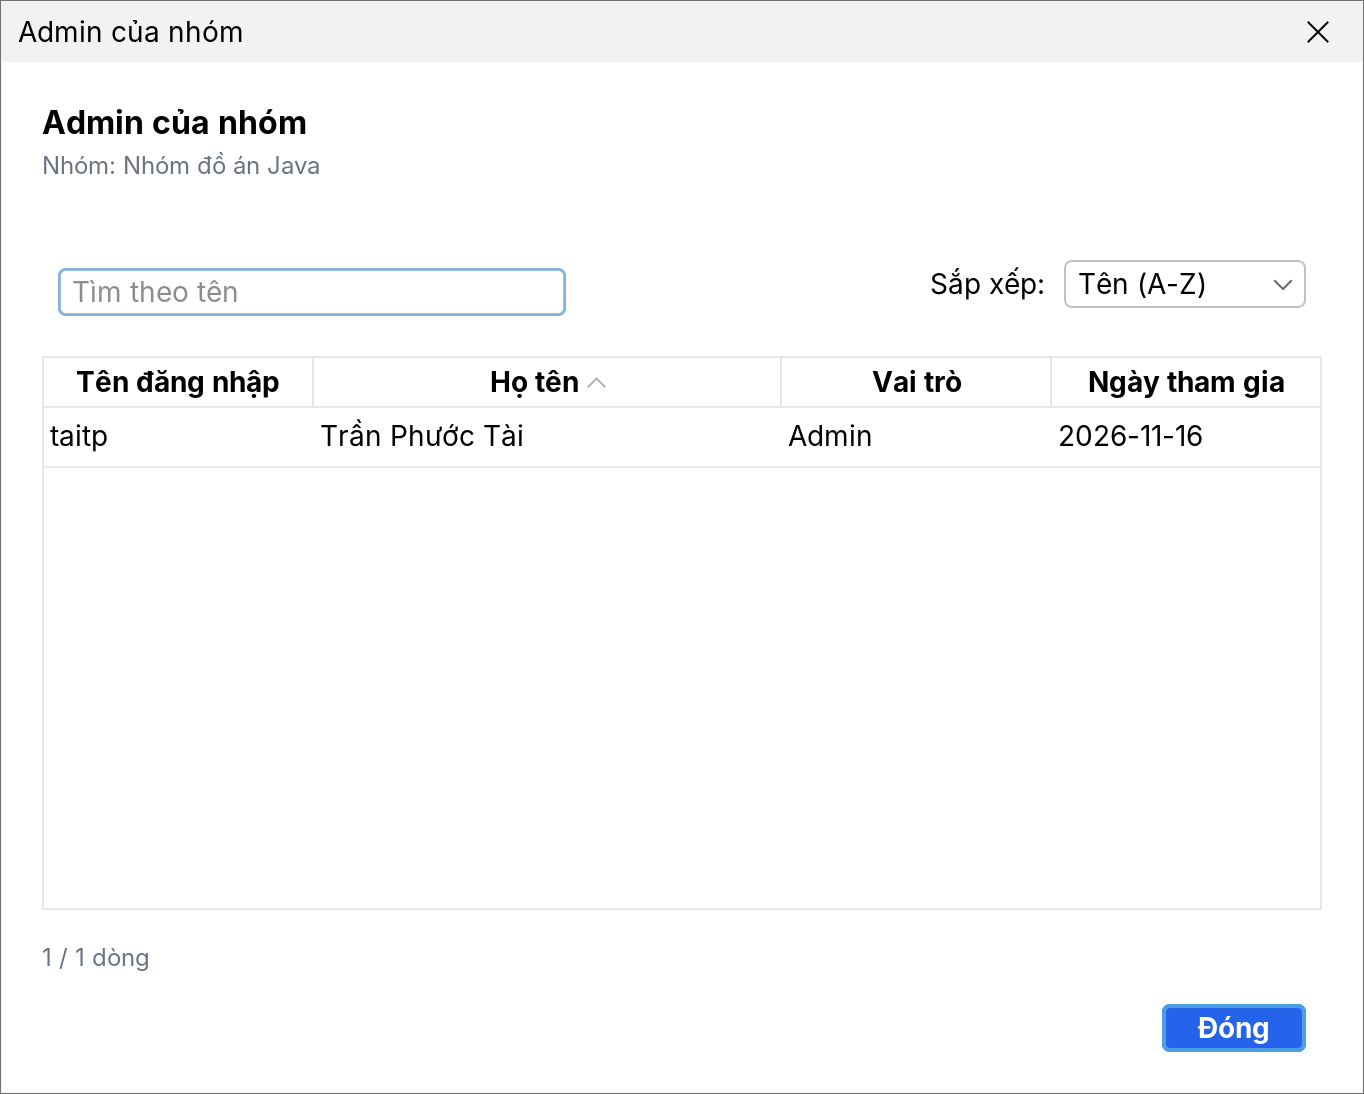 Admin của nhóm
Admin của nhóm
Nhóm: Nhóm đồ án Java
Tìm theo tên
Sắp xếp: Tên (A-Z)
Tên đăng nhập Họ tên Vai trò Ngày tham gia
taitp Trần Phước Tài Admin 2026-11-16
1 / 1 dòng
Đóng